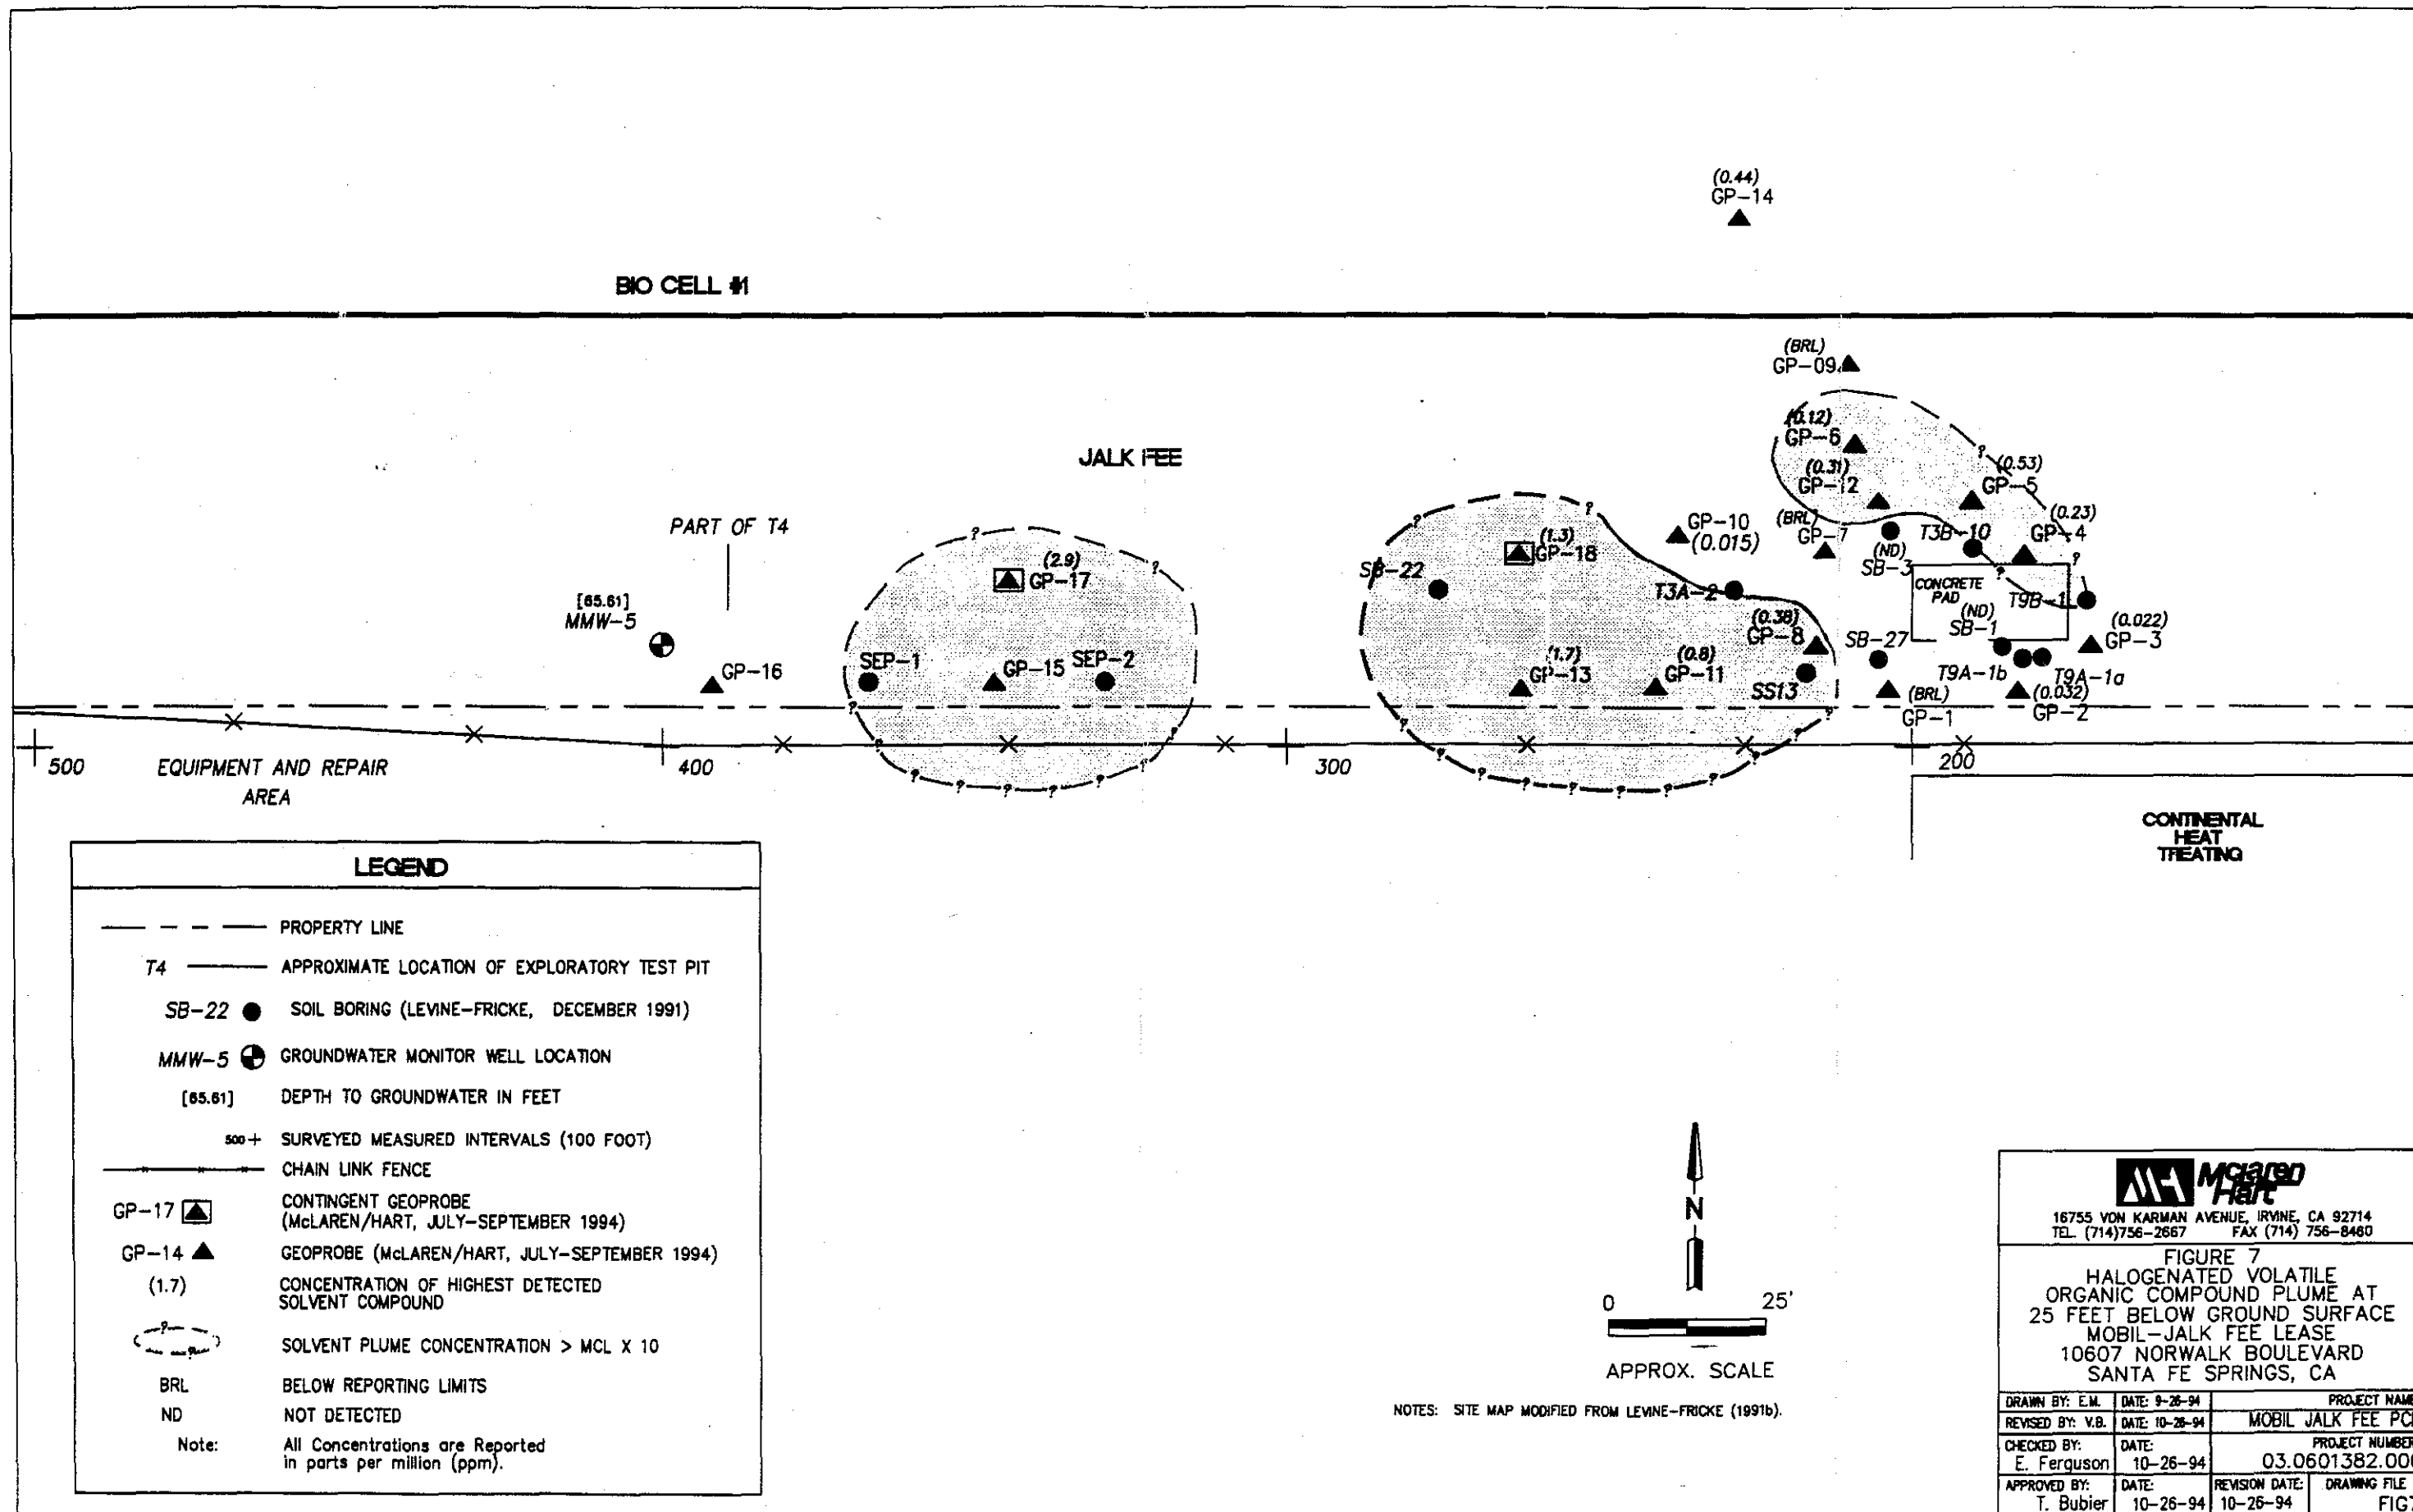 (0.44)
GP-14
BIO CELL #1
(BRL)
GP-09
JALK FEE
(0.12)
GP-6
(0.31)
GP-12
(0.53)
GP-5
(0.23)
GP-4
PART OF T4
(2.9)
GP-17
(1.3)
GP-18
GP-10
(0.015)
(BRL)
GP-7
(ND)
SB-3
T3B-10
SB-22
T3A-2
CONCRETE
PAD
T9B-1
[65.61]
MMW-5
(0.38)
GP-8
(ND)
SB-1
SB-27
(0.022)
GP-3
SEP-1
GP-15
SEP-2
GP-16
(1.7)
GP-13
(0.8)
GP-11
SS13
T9A-1b
T9A-1a
(BRL)
GP-1
(0.032)
GP-2
500
400
300
200
EQUIPMENT AND REPAIR
AREA
CONTINENTAL
HEAT
TREATING
LEGEND
PROPERTY LINE
T4 APPROXIMATE LOCATION OF EXPLORATORY TEST PIT
SB-22 SOIL BORING (LEVINE-FRICKE, DECEMBER 1991)
MMW-5 GROUNDWATER MONITOR WELL LOCATION
[65.61] DEPTH TO GROUNDWATER IN FEET
500+ SURVEYED MEASURED INTERVALS (100 FOOT)
CHAIN LINK FENCE
GP-17 CONTINGENT GEOPROBE
(McLAREN/HART, JULY-SEPTEMBER 1994)
GP-14 GEOPROBE (McLAREN/HART, JULY-SEPTEMBER 1994)
(1.7) CONCENTRATION OF HIGHEST DETECTED
SOLVENT COMPOUND
SOLVENT PLUME CONCENTRATION > MCL X 10
BRL BELOW REPORTING LIMITS
ND NOT DETECTED
Note: All Concentrations are Reported
in parts per million (ppm).
N
0 25'
APPROX. SCALE
NOTES: SITE MAP MODIFIED FROM LEVINE-FRICKE (1991b).
McLaren
Hart
16755 VON KARMAN AVENUE, IRVINE, CA 92714
TEL (714)756-2667 FAX (714) 756-8460
FIGURE 7
HALOGENATED VOLATILE
ORGANIC COMPOUND PLUME AT
25 FEET BELOW GROUND SURFACE
MOBIL-JALK FEE LEASE
10607 NORWALK BOULEVARD
SANTA FE SPRINGS, CA
DRAWN BY: E.M. DATE: 9-26-94 PROJECT NAME
REVISED BY: V.B. DATE: 10-26-94 MOBIL JALK FEE PC
CHECKED BY: DATE: PROJECT NUMBER
E. Ferguson 10-26-94 03.0601382.00
APPROVED BY: DATE: REVISION DATE: DRAWING FILE
T. Bubier 10-26-94 10-26-94 FIG7